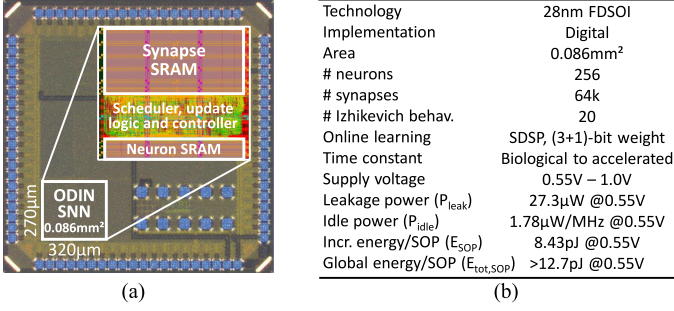 Synapse
SRAM
Scheduler, update
logic and controller
Neuron SRAM
ODIN
SNN
0.086mm²
270µm
320µm
(a)
Technology 28nm FDSOI
Implementation Digital
Area 0.086mm²
# neurons 256
# synapses 64k
# Izhikevich behav. 20
Online learning SDSP, (3+1)-bit weight
Time constant Biological to accelerated
Supply voltage 0.55V – 1.0V
Leakage power (Pleak) 27.3µW @0.55V
Idle power (Pidle) 1.78µW/MHz @0.55V
Incr. energy/SOP (ESOP) 8.43pJ @0.55V
Global energy/SOP (Etot,SOP) >12.7pJ @0.55V
(b)